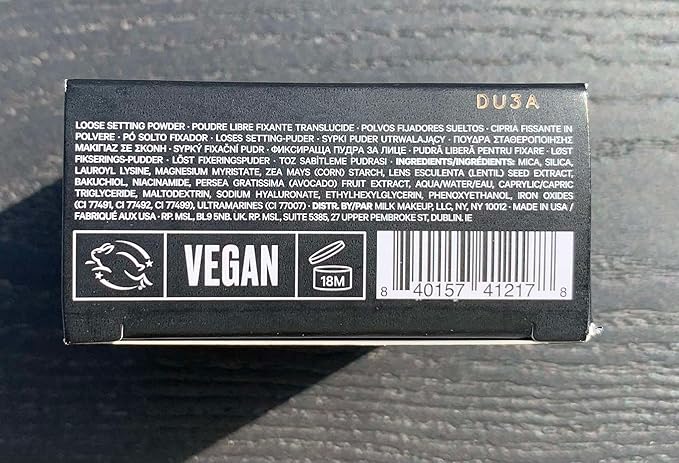 DU3A
LOOSE SETTING POWDER • POUDRE LIBRE FIXANTE TRANSLUCIDE • POLVOS FIJADORES SUELTOS • CIPRIA FISSANTE IN
POLVERE • PÓ SOLTO FIXADOR • LOSES SETTING-PUDER • SYPKI PUDER UTRWALAJĄCY • ΠΟΥΔΡΑ ΣΤΑΘΕΡΟΠΟΙΗΣΗΣ
ΜΑΚΙΓΙΑΖ ΣΕ ΣΚΟΝΗ • SYPKÝ FIXAČNÍ PUDR • ФИКСИРАЩА ПУДРА ЗА ЛИЦЕ • PUDRĂ LIBERĂ PENTRU FIXARE • LØST
FIKSERINGS-PUDDER • LÖST FIXERINGSPUDER • TOZ SABİTLEME PUDRASI • INGREDIENTS/INGRÉDIENTS: MICA, SILICA,
LAUROYL LYSINE, MAGNESIUM MYRISTATE, ZEA MAYS (CORN) STARCH, LENS ESCULENTA (LENTIL) SEED EXTRACT,
BAKUCHIOL, NIACINAMIDE, PERSEA GRATISSIMA (AVOCADO) FRUIT EXTRACT, AQUA/WATER/EAU, CAPRYLIC/CAPRIC
TRIGLYCERIDE, MALTODEXTRIN, SODIUM HYALURONATE, ETHYLHEXYLGLYCERIN, PHENOXYETHANOL, IRON OXIDES
(CI 77491, CI 77492, CI 77499), ULTRAMARINES (CI 77007) • DISTR. BY/PAR MILK MAKEUP, LLC, NY, NY 10012 • MADE IN USA /
FABRIQUÉ AUX USA • RP. MSL, BL9 5NB. UK. RP. MSL, SUITE 5385, 27 UPPER PEMBROKE ST, DUBLIN. IE
VEGAN
18M
8 40157 41217 8